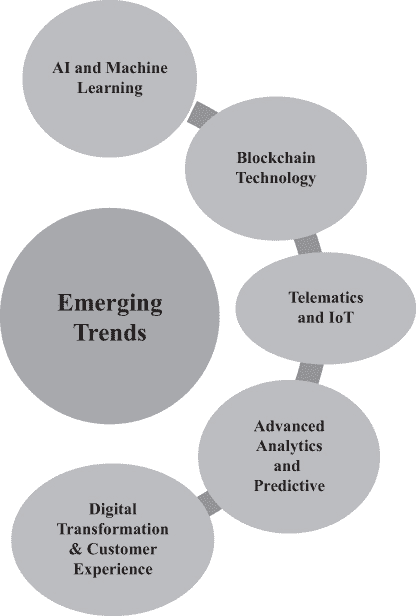 AI and Machine
Learning
Blockchain
Technology
Telematics
and IoT
Emerging
Trends
Advanced
Analytics
and
Predictive
Digital
Transformation
& Customer
Experience